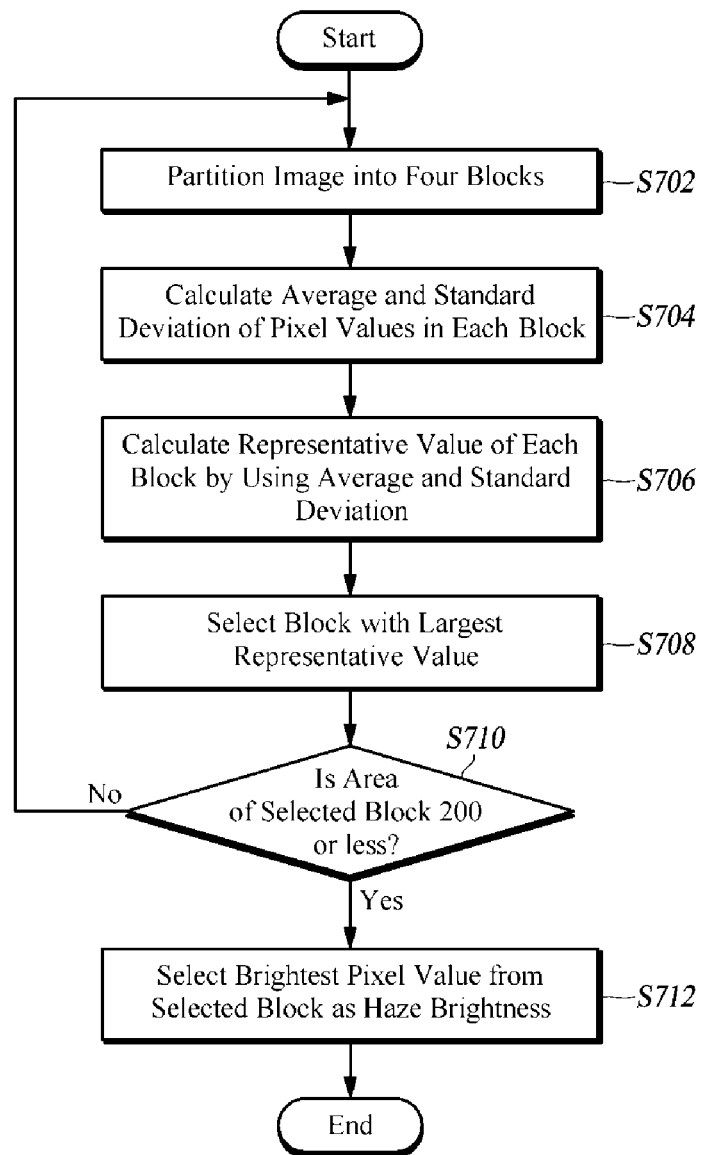 Start
Partition Image into Four Blocks
S702
Calculate Average and Standard
Deviation of Pixel Values in Each Block
S704
Calculate Representative Value of Each
Block by Using Average and Standard
Deviation
S706
Select Block with Largest
Representative Value
S708
S710
Is Area
of Selected Block 200
or less?
No
Yes
Select Brightest Pixel Value from
Selected Block as Haze Brightness
S712
End